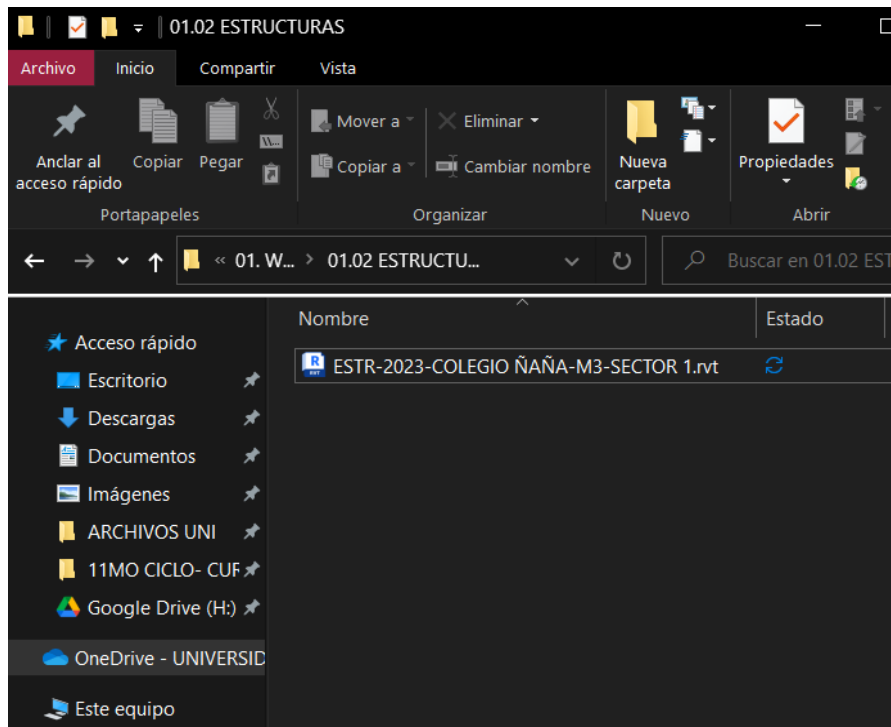 01.02 ESTRUCTURAS
Archivo Inicio Compartir Vista
Anclar al acceso rápido
Copiar
Pegar
Mover a
Copiar a
Eliminar
Cambiar nombre
Nueva carpeta
Propiedades
Portapapeles Organizar Nuevo Abrir
« 01. W... > 01.02 ESTRUCTU... Buscar en 01.02 EST
Nombre Estado
Acceso rápido
ESTR-2023-COLEGIO ÑAÑA-M3-SECTOR 1.rvt
Escritorio
Descargas
Documentos
Imágenes
ARCHIVOS UNI
11MO CICLO- CUR
Google Drive (H:)
OneDrive - UNIVERSID
Este equipo